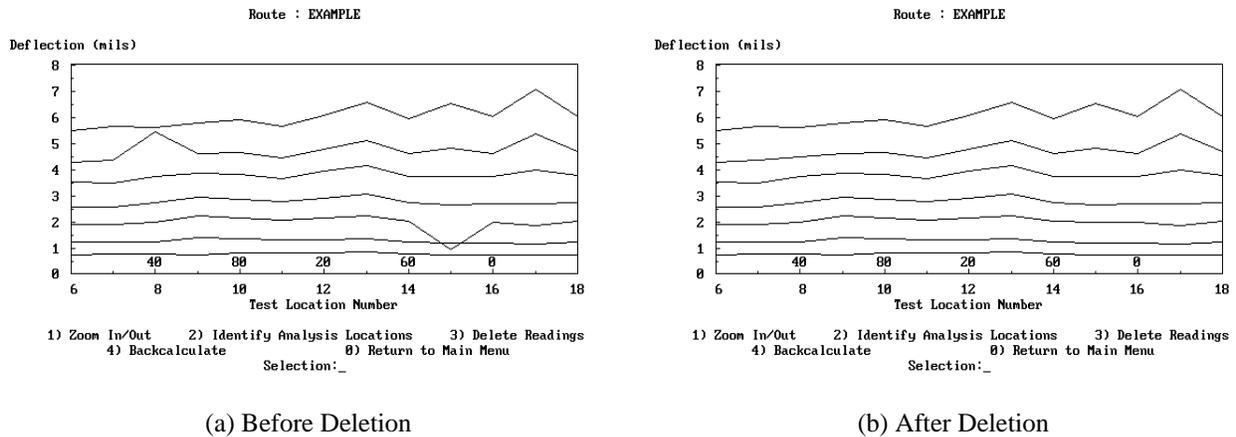 Route : EXAMPLE
Deflection (mils)
8
7
6
5
4
3
2
1
0
40 80 20 60 0
6 8 10 12 14 16 18
Test Location Number
1) Zoom In/Out 2) Identify Analysis Locations 3) Delete Readings
4) Backcalculate 0) Return to Main Menu
Selection:_
(a) Before Deletion
Route : EXAMPLE
Deflection (mils)
8
7
6
5
4
3
2
1
0
40 80 20 60 0
6 8 10 12 14 16 18
Test Location Number
1) Zoom In/Out 2) Identify Analysis Locations 3) Delete Readings
4) Backcalculate 0) Return to Main Menu
Selection:_
(b) After Deletion